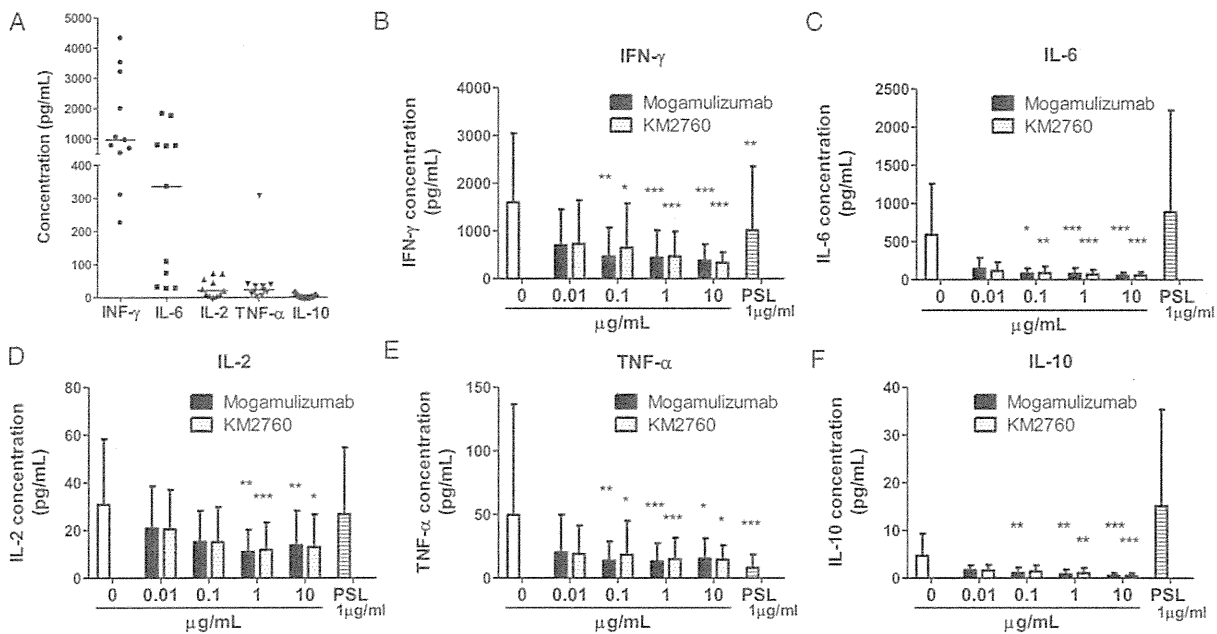 A
Concentration (pg/mL)
5000
4000
3000
2000
1000
400
300
200
100
0
INF-γ IL-6 IL-2 TNF-α IL-10
B
IFN-γ
IFN-γ concentration
(pg/mL)
4000
3000
2000
1000
0
Mogamulizumab
KM2760
** * *** *** *** *** **
0 0.01 0.1 1 10 PSL
1μg/ml
μg/mL
C
IL-6
IL-6 concentration
(pg/mL)
2500
2000
1500
1000
500
0
Mogamulizumab
KM2760
* ** *** *** *** ***
0 0.01 0.1 1 10 PSL
1μg/ml
μg/mL
D
IL-2
IL-2 concentration
(pg/mL)
80
60
40
20
0
Mogamulizumab
KM2760
** *** ** *
0 0.01 0.1 1 10 PSL
1μg/ml
μg/mL
E
TNF-α
TNF-α concentration
(pg/mL)
150
100
50
0
Mogamulizumab
KM2760
** * *** *** * * ***
0 0.01 0.1 1 10 PSL
1μg/ml
μg/mL
F
IL-10
IL-10 concentration
(pg/mL)
40
30
20
10
0
Mogamulizumab
KM2760
** ** ** *** ***
0 0.01 0.1 1 10 PSL
1μg/ml
μg/mL